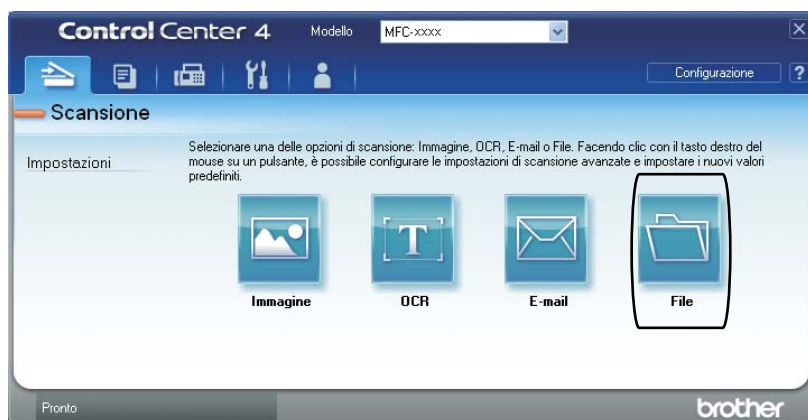 Control Center 4 Modello MFC-xxxx
Configurazione ?
Scansione
Impostazioni
Selezionare una delle opzioni di scansione: Immagine, OCR, E-mail o File. Facendo clic con il tasto destro del
mouse su un pulsante, è possibile configurare le impostazioni di scansione avanzate e impostare i nuovi valori
predefiniti.
T
Immagine OCR E-mail File
Pronto brother